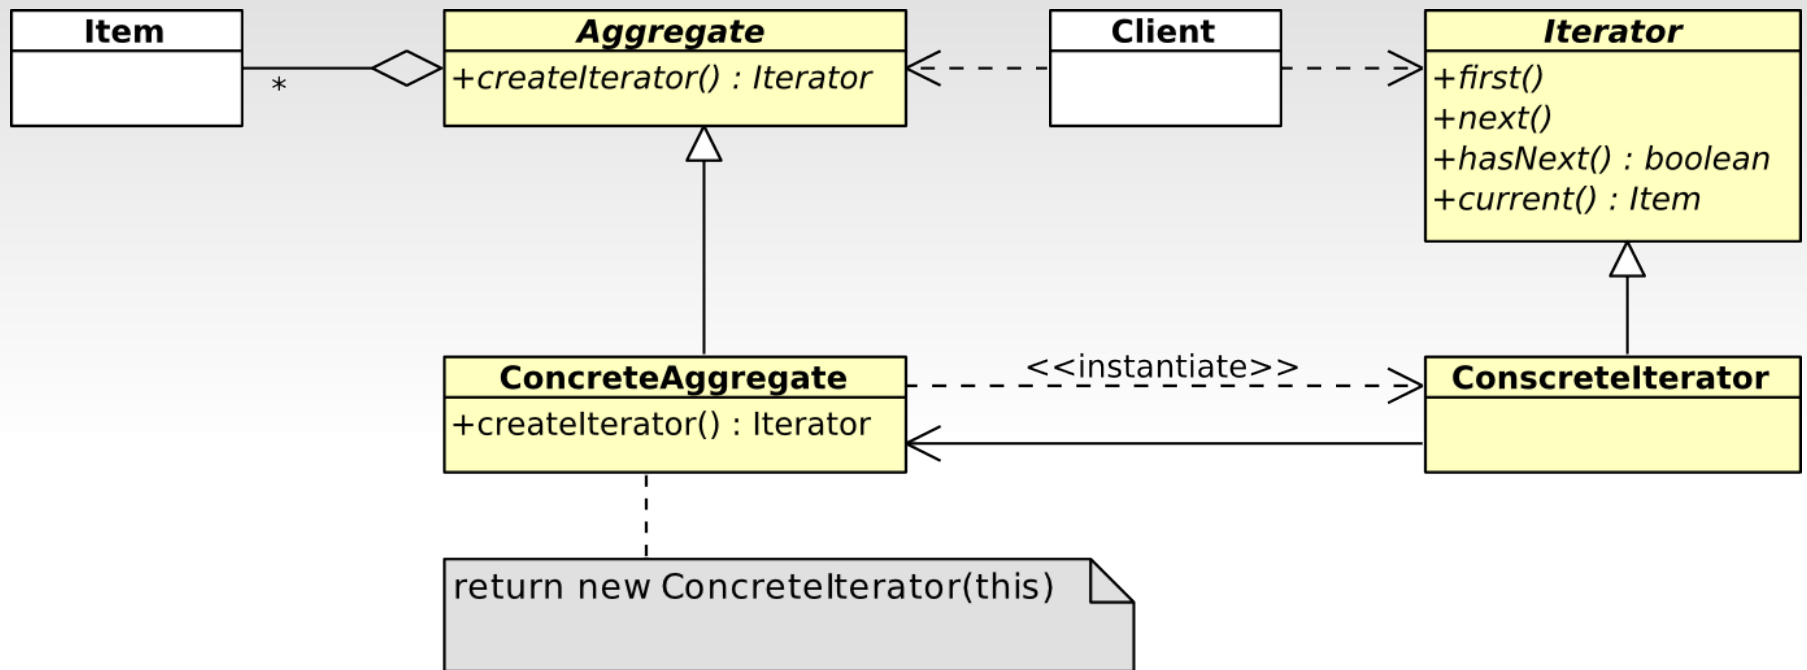 Item
*
Aggregate
+createIterator() : Iterator
Client
Iterator
+first()
+next()
+hasNext() : boolean
+current() : Item
ConcreteAggregate
+createIterator() : Iterator
<<instantiate>>
ConscreteIterator
return new ConcreteIterator(this)